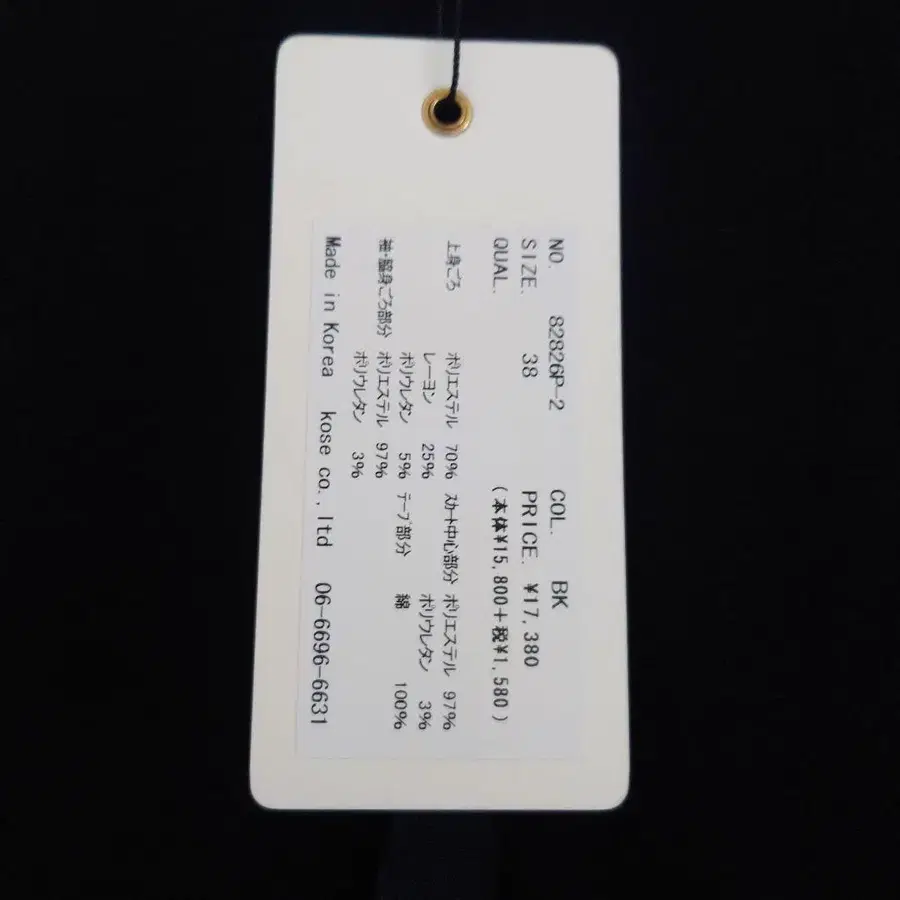 NO. 82826P-2 COL. BK
SIZE. 38 PRICE. ¥17,380
QUAL. (本体¥15,800+税¥1,580)
上身ごろ ポリエステル 70% スカート中心部分 ポリエステル 97%
レーヨン 25% ポリウレタン 3%
ポリウレタン 5% テープ部分 綿 100%
袖・脇身ごろ部分 ポリエステル 97%
ポリウレタン 3%
Made in Korea kose co.,ltd 06-6696-6631